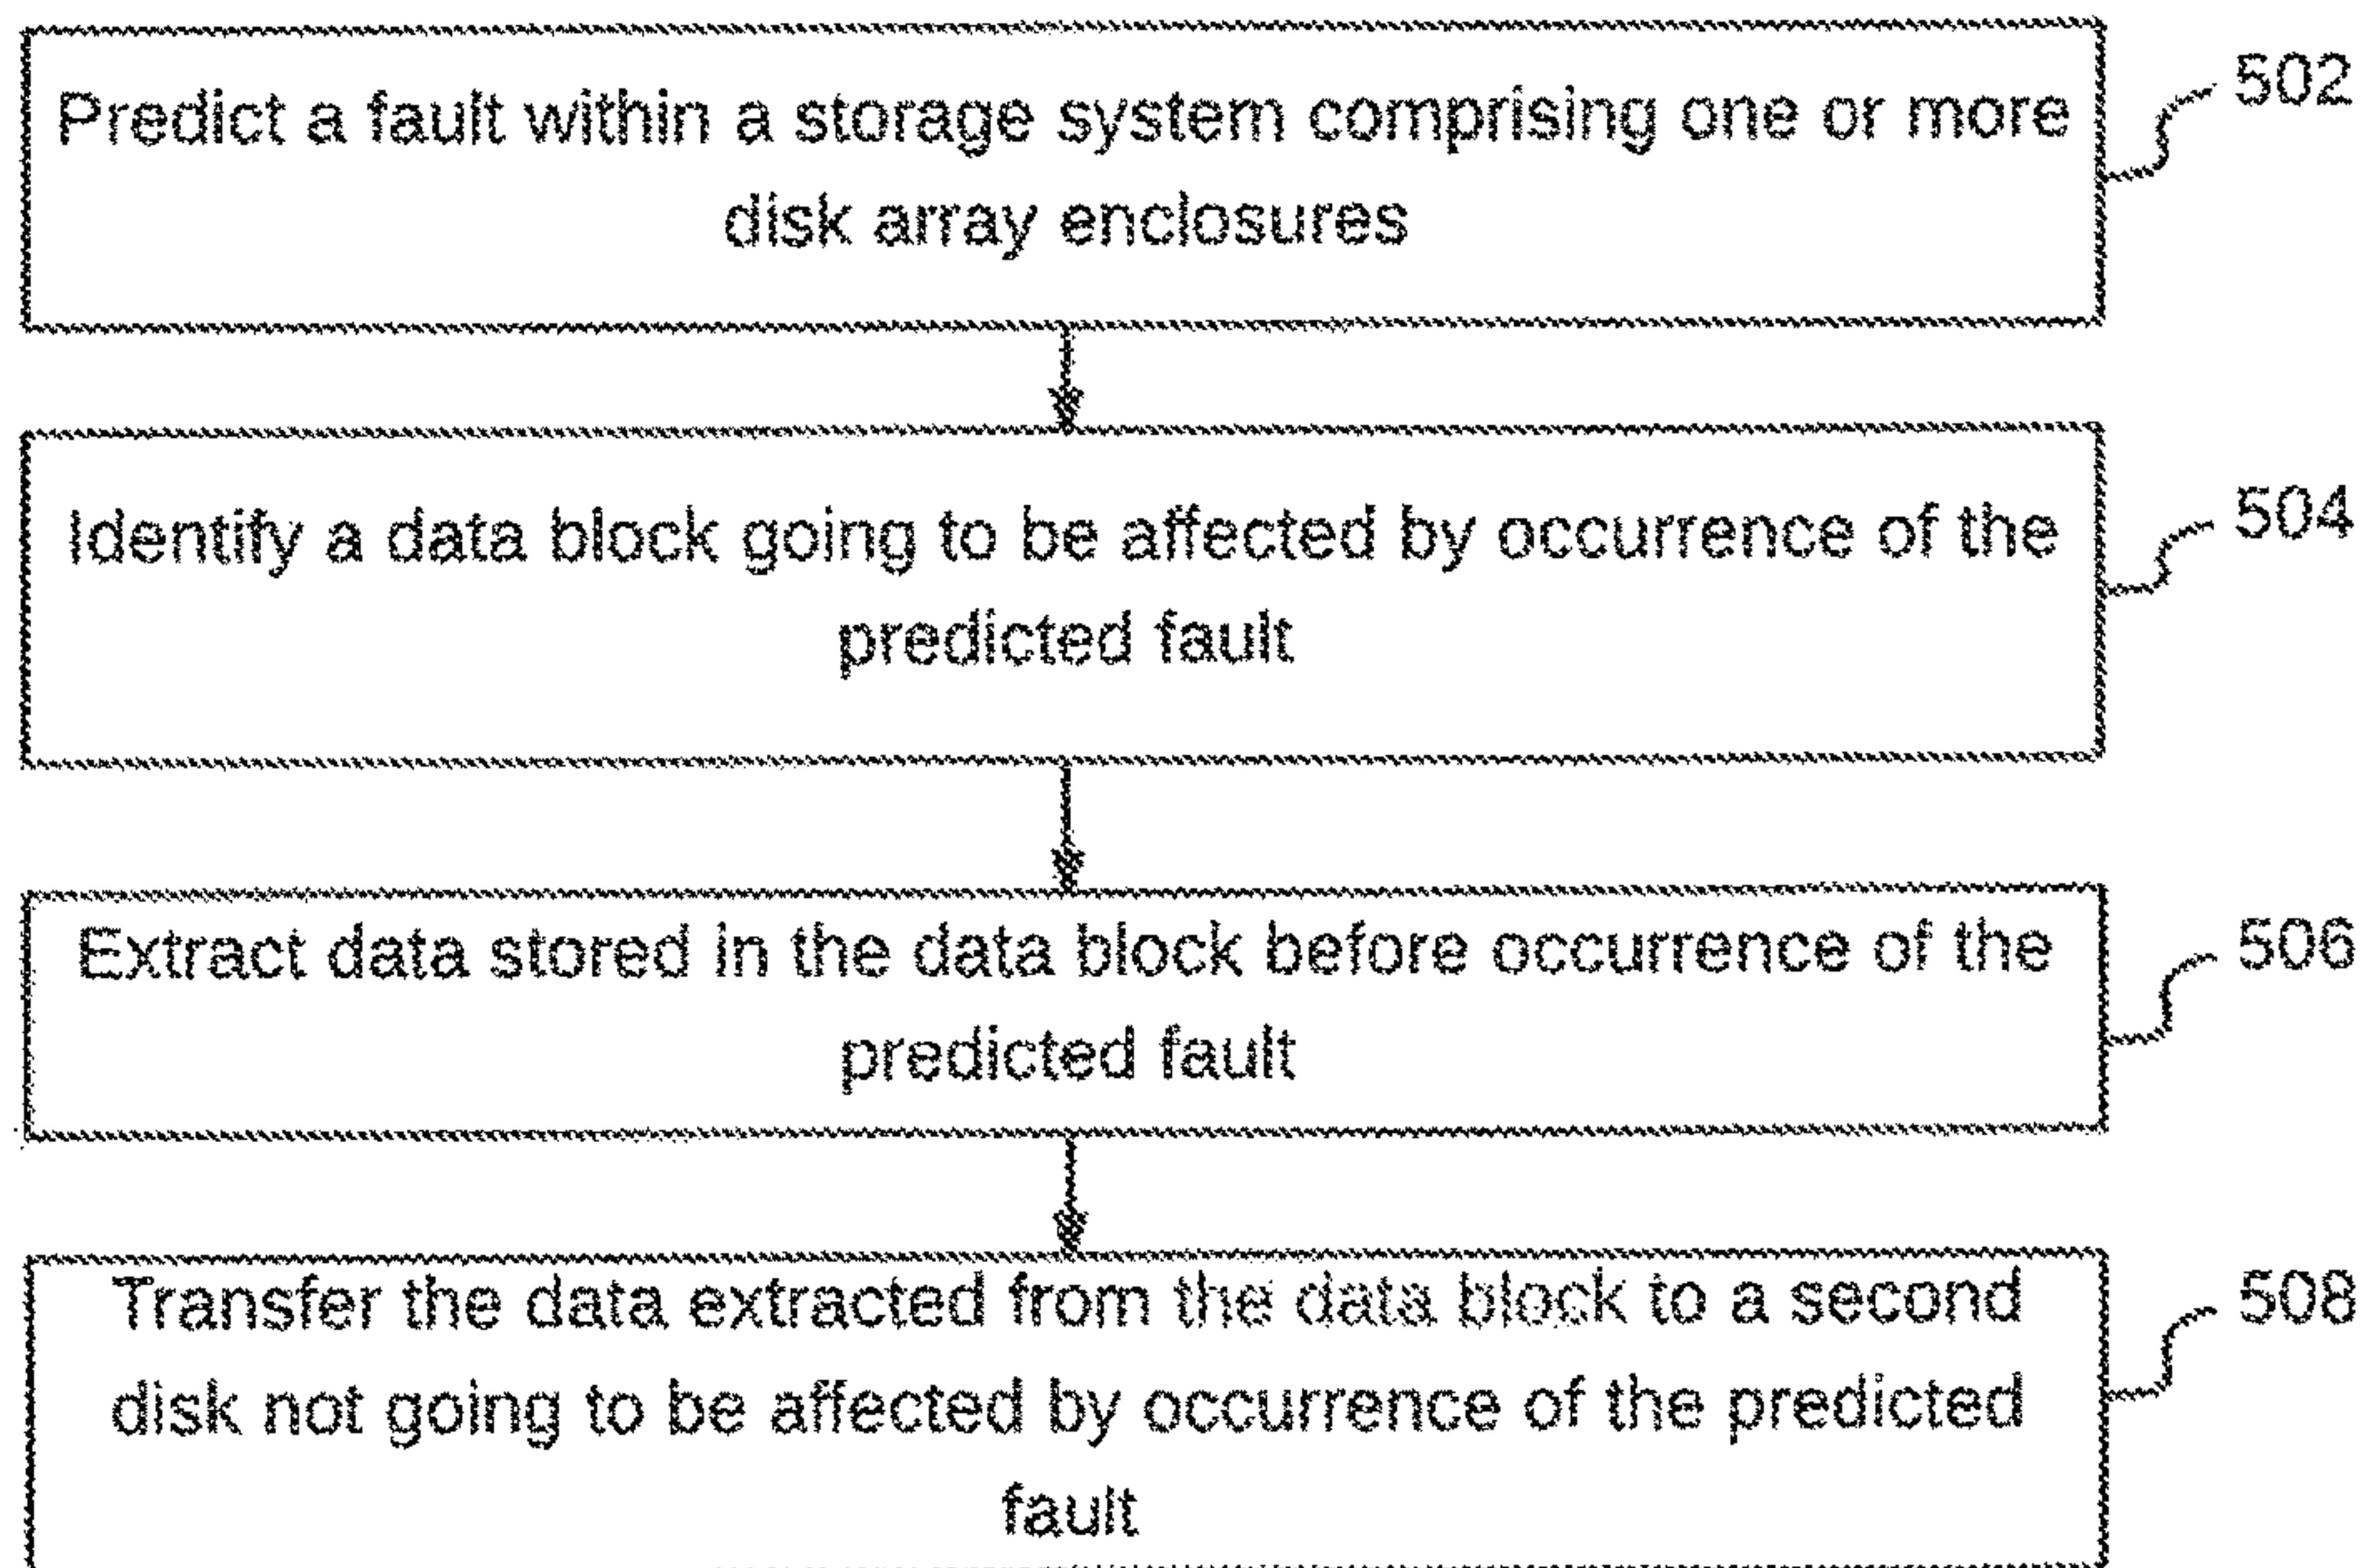 Predict a fault within a storage system comprising one or more
disk array enclosures
502
Identify a data block going to be affected by occurrence of the
predicted fault
504
Extract data stored in the data block before occurrence of the
predicted fault
506
Transfer the data extracted from the data block to a second
disk not going to be affected by occurrence of the predicted
fault
508